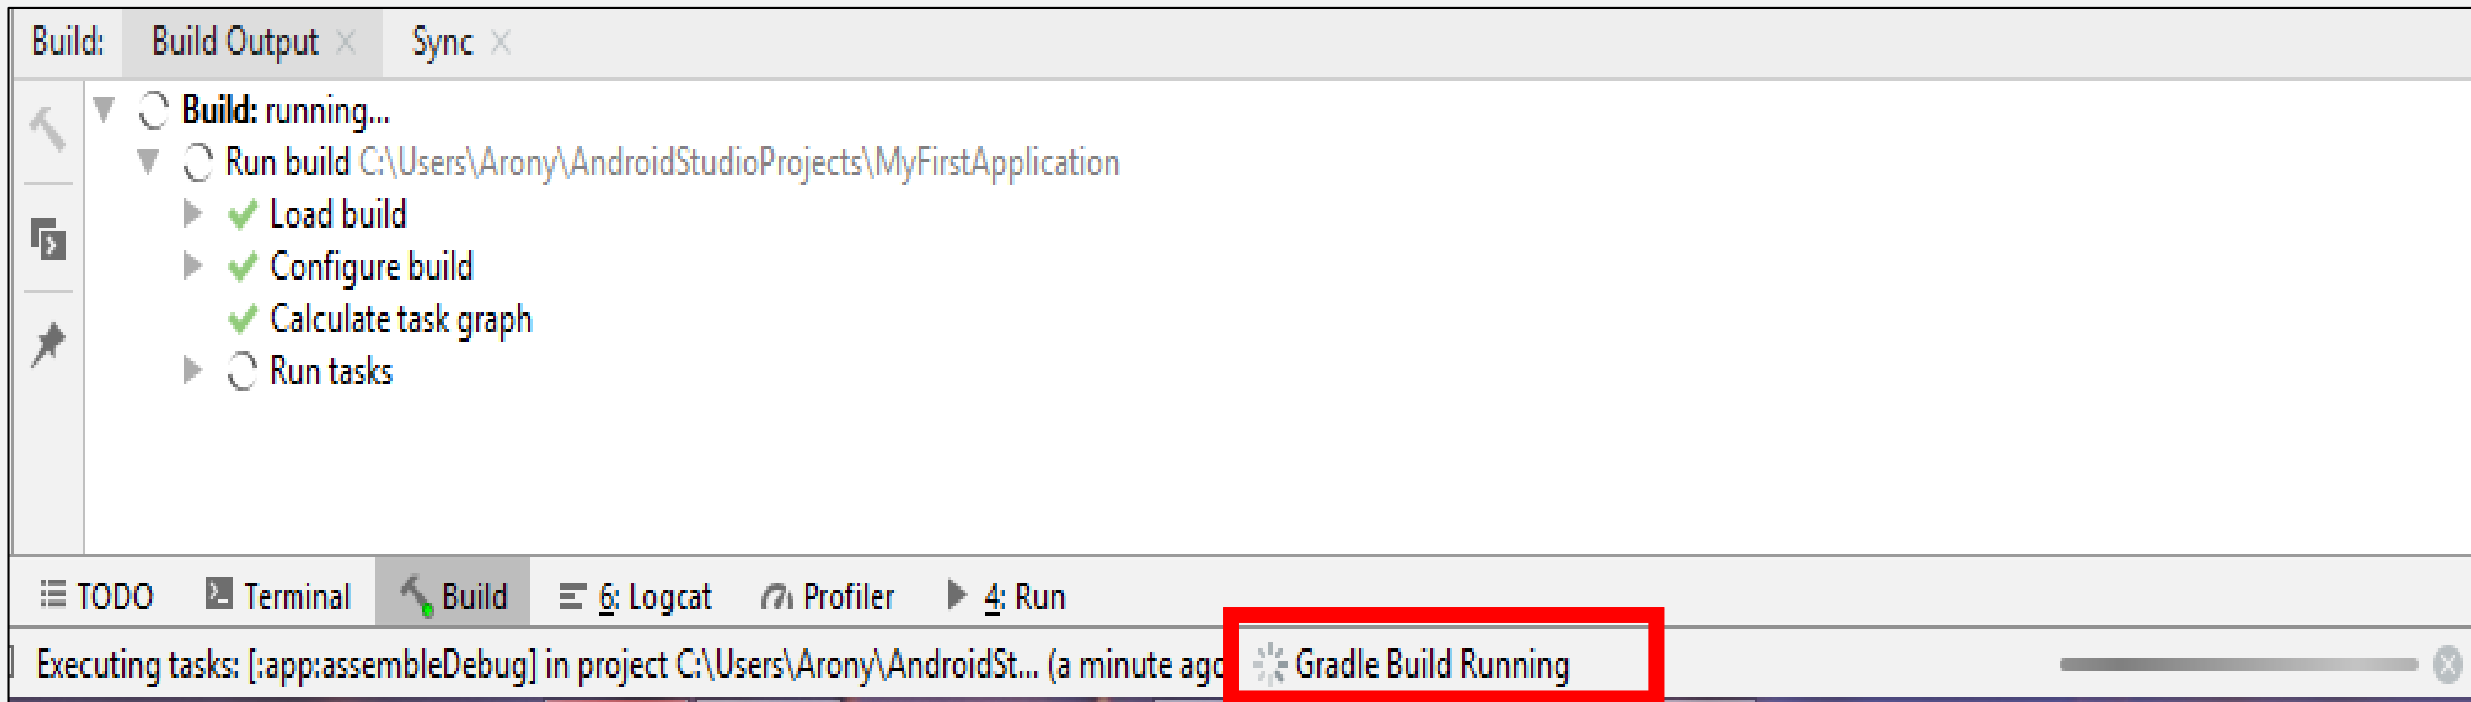 Build: Build Output Sync
Build: running...
Run build C:\Users\Arony\AndroidStudioProjects\MyFirstApplication
Load build
Configure build
Calculate task graph
Run tasks
TODO Terminal Build 6: Logcat Profiler 4: Run
Executing tasks: [:app:assembleDebug] in project C:\Users\Arony\AndroidSt... (a minute ago Gradle Build Running